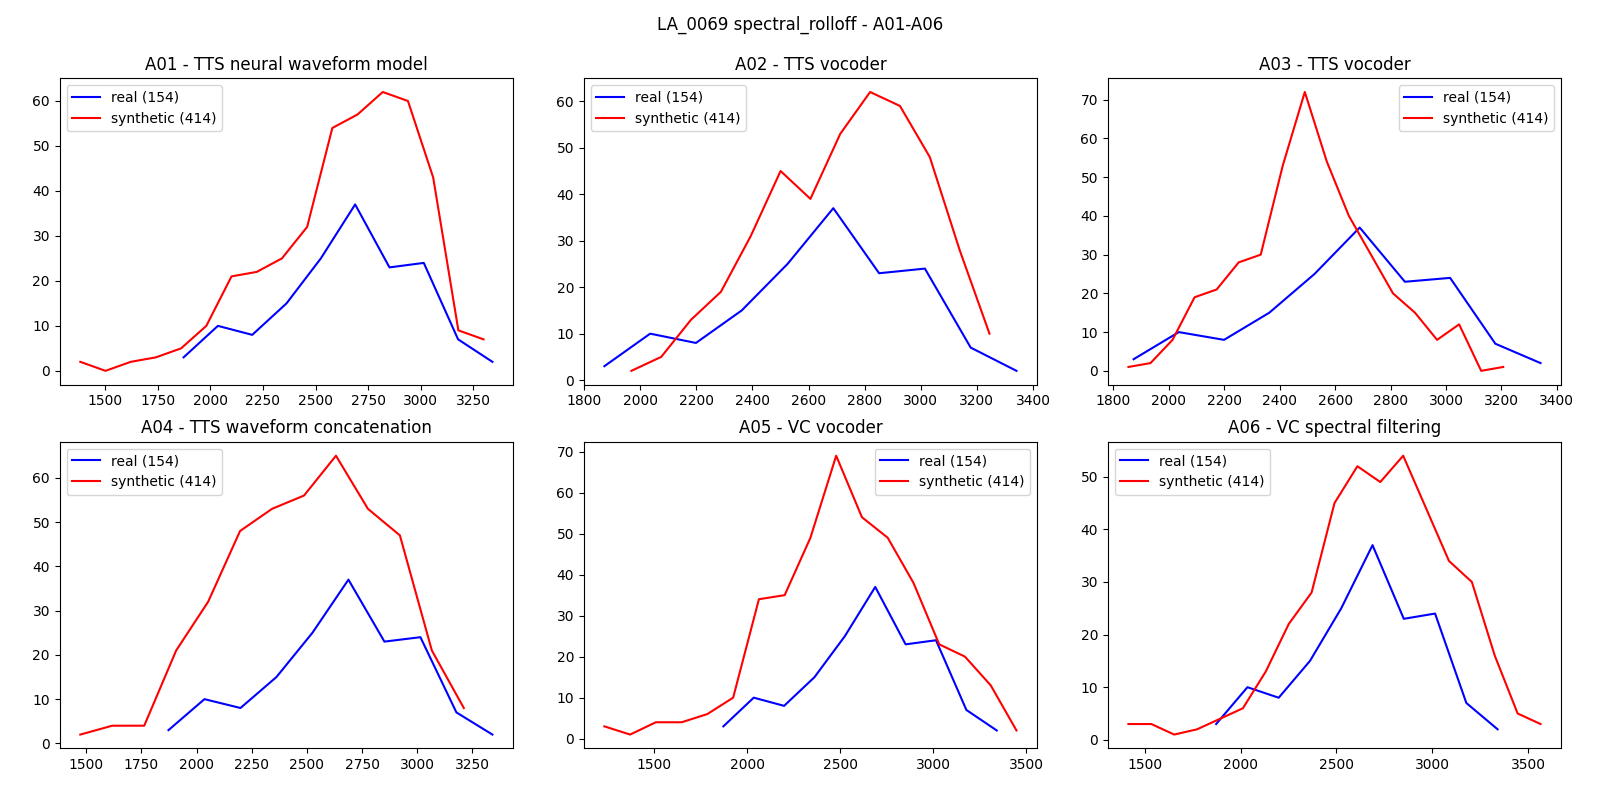 LA_0069 spectral_rolloff - A01-A06
A01 - TTS neural waveform model
real (154)
synthetic (414)
60
50
40
30
20
10
0
1500 1750 2000 2250 2500 2750 3000 3250
A02 - TTS vocoder
real (154)
synthetic (414)
60
50
40
30
20
10
0
1800 2000 2200 2400 2600 2800 3000 3200 3400
A03 - TTS vocoder
real (154)
synthetic (414)
70
60
50
40
30
20
10
0
1800 2000 2200 2400 2600 2800 3000 3200 3400
A04 - TTS waveform concatenation
real (154)
synthetic (414)
60
50
40
30
20
10
0
1500 1750 2000 2250 2500 2750 3000 3250
A05 - VC vocoder
real (154)
synthetic (414)
70
60
50
40
30
20
10
0
1500 2000 2500 3000 3500
A06 - VC spectral filtering
real (154)
synthetic (414)
50
40
30
20
10
0
1500 2000 2500 3000 3500